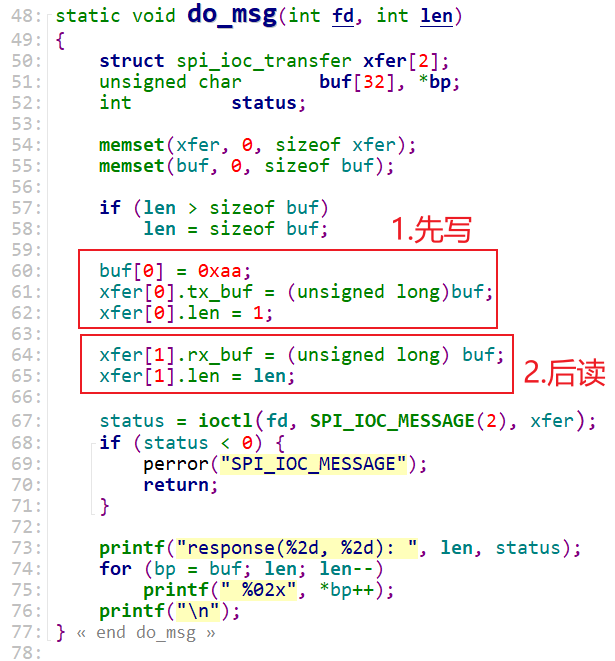 48: static void do_msg(int fd, int len)
49: {
50:     struct spi_ioc_transfer xfer[2];
51:     unsigned char       buf[32], *bp;
52:     int         status;
53:
54:     memset(xfer, 0, sizeof xfer);
55:     memset(buf, 0, sizeof buf);
56:
57:     if (len > sizeof buf)
58:         len = sizeof buf;
1.先写
59:
60:     buf[0] = 0xaa;
61:     xfer[0].tx_buf = (unsigned long)buf;
62:     xfer[0].len = 1;
63:
64:     xfer[1].rx_buf = (unsigned long) buf;
65:     xfer[1].len = len;
2.后读
66:
67:     status = ioctl(fd, SPI_IOC_MESSAGE(2), xfer);
68:     if (status < 0) {
69:         perror("SPI_IOC_MESSAGE");
70:         return;
71:     }
72:
73:     printf("response(%2d, %2d): ", len, status);
74:     for (bp = buf; len; len--)
75:         printf(" %02x", *bp++);
76:     printf("\n");
77: } « end do_msg »
78: